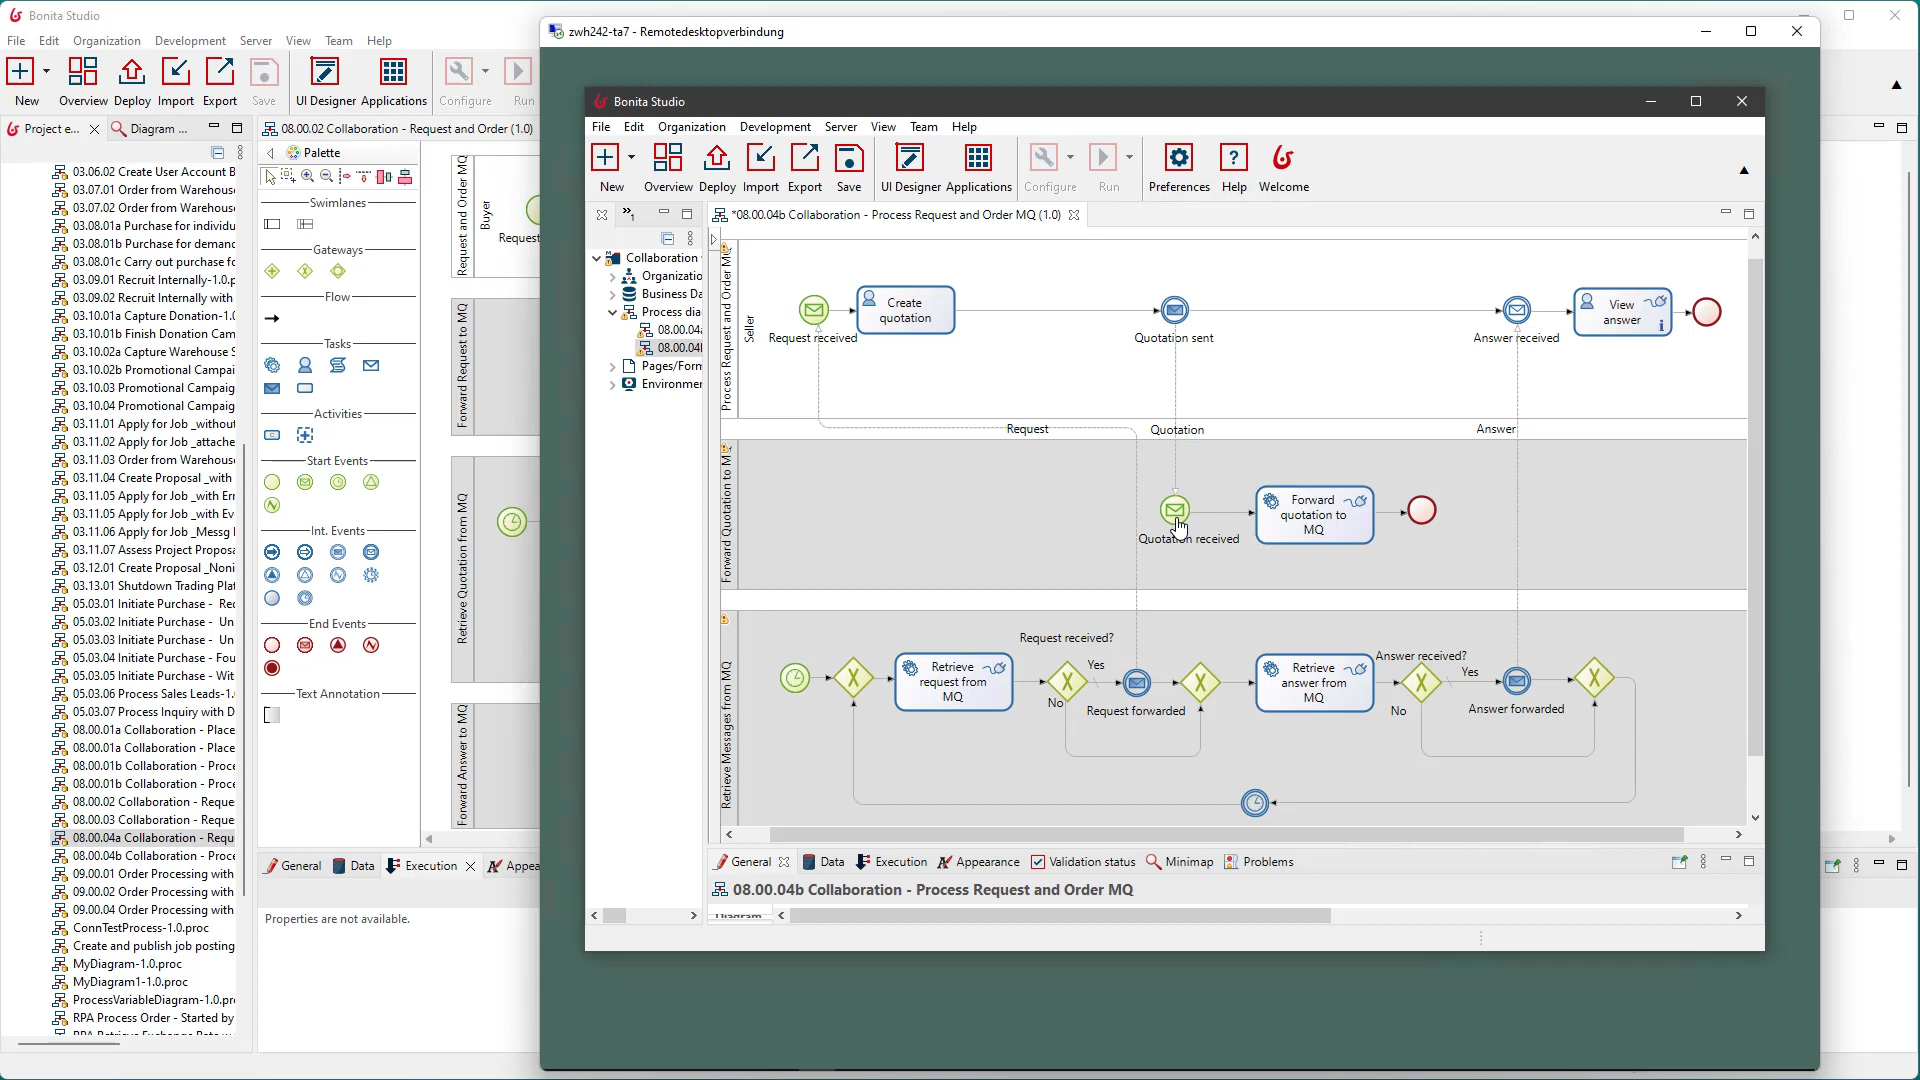 Bonita Studio
File Edit Organization Development Server View Team Help
New Overview Deploy Import Export Save UI Designer Applications Configure Run
Project e... Diagram ...
03.06.02 Create User Account B
03.07.01 Order from Warehous
03.07.02 Order from Warehous
03.08.01a Purchase for individu
03.08.01b Purchase for demand
03.08.01c Carry out purchase fo
03.09.01 Recruit Internally-1.0.p
03.09.02 Recruit Internally with
03.10.01a Capture Donation-1.0
03.10.01b Finish Donation Cam
03.10.02a Capture Warehouse S
03.10.02b Promotional Campai
03.10.03 Promotional Campaig
03.10.04 Promotional Campaig
03.11.01 Apply for Job _without
03.11.02 Apply for Job _attache
03.11.03 Order from Warehouse
03.11.04 Create Proposal _with
03.11.05 Apply for Job _with Err
03.11.05 Apply for Job _with Ev
03.11.06 Apply for Job _Messg I
03.11.07 Assess Project Proposa
03.12.01 Create Proposal _Noni
03.13.01 Shutdown Trading Plat
05.03.01 Initiate Purchase - Rec
05.03.02 Initiate Purchase - Un
05.03.03 Initiate Purchase - Un
05.03.04 Initiate Purchase - Fou
05.03.05 Initiate Purchase - Wit
05.03.06 Process Sales Leads-1.
05.03.07 Process Inquiry with D
08.00.01a Collaboration - Place
08.00.01a Collaboration - Place
08.00.01b Collaboration - Proce
08.00.01b Collaboration - Proce
08.00.02 Collaboration - Reque
08.00.03 Collaboration - Reque
08.00.04a Collaboration - Requ
08.00.04b Collaboration - Proce
09.00.01 Order Processing with
09.00.02 Order Processing with
09.00.04 Order Processing with
ConnTestProcess-1.0.proc
Create and publish job posting
MyDiagram-1.0.proc
MyDiagram1-1.0.proc
ProcessVariableDiagram-1.0.pr
RPA Process Order - Started by
08.00.02 Collaboration - Request and Order (1.0)
Palette
Swimlanes
Gateways
Flow
Tasks
Activities
Start Events
Int. Events
End Events
Text Annotation
Request and Order MQ
Buyer
Request
Forward Request to MQ
Retrieve Quotation from MQ
Forward Answer to MQ
General Data Execution Appea
Properties are not available.
zwh242-ta7 - Remotedesktopverbindung
Bonita Studio
File Edit Organization Development Server View Team Help
New Overview Deploy Import Export Save UI Designer Applications Configure Run Preferences Help Welcome
»1
*08.00.04b Collaboration - Process Request and Order MQ (1.0)
Collaboration
Organizatio
Business Da
Process dia
08.00.04a
08.00.04b
Pages/Form
Environmen
Process Request and Order MQ
Seller
Request received
Create
quotation
Quotation sent
Answer received
View
answer
Request
Quotation
Answer
Forward Quotation to M
Quotation received
Forward
quotation to
MQ
Retrieve Messages from MQ
Retrieve
request from
MQ
Request received?
Yes
No
Request forwarded
Retrieve
answer from
MQ
Answer received?
Yes
No
Answer forwarded
General Data Execution Appearance Validation status Minimap Problems
08.00.04b Collaboration - Process Request and Order MQ
Diagram